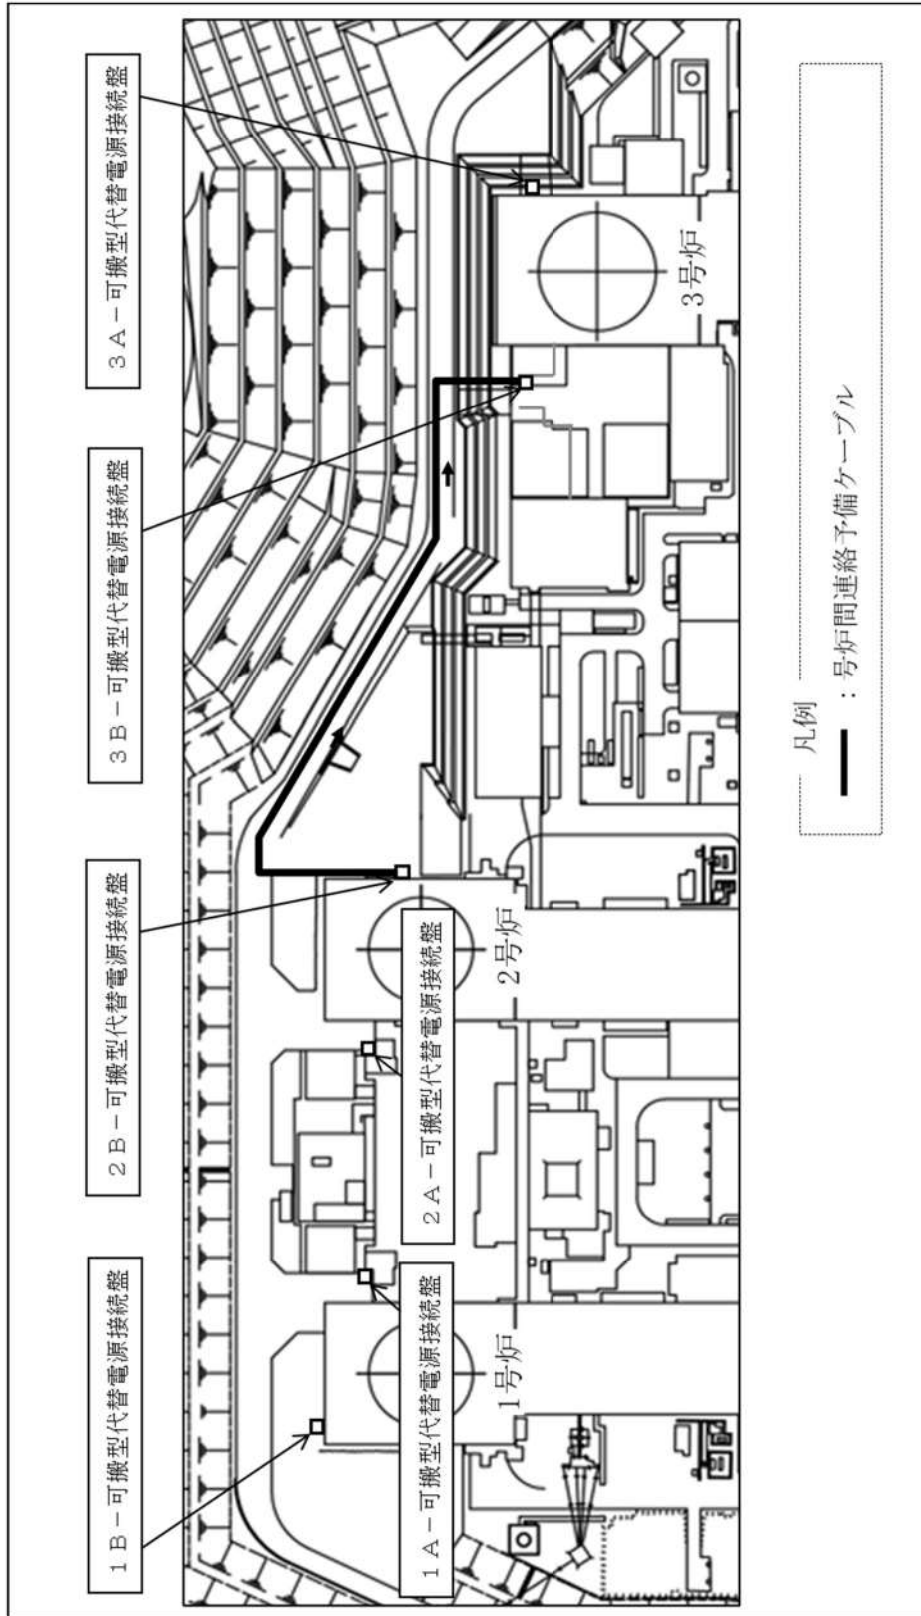 1B-可搬型代替電源接続盤
2B-可搬型代替電源接続盤
3B-可搬型代替電源接続盤
3A-可搬型代替電源接続盤
1A-可搬型代替電源接続盤
2A-可搬型代替電源接続盤
1号炉
2号炉
3号炉
凡例
:号炉間連絡予備ケーブル